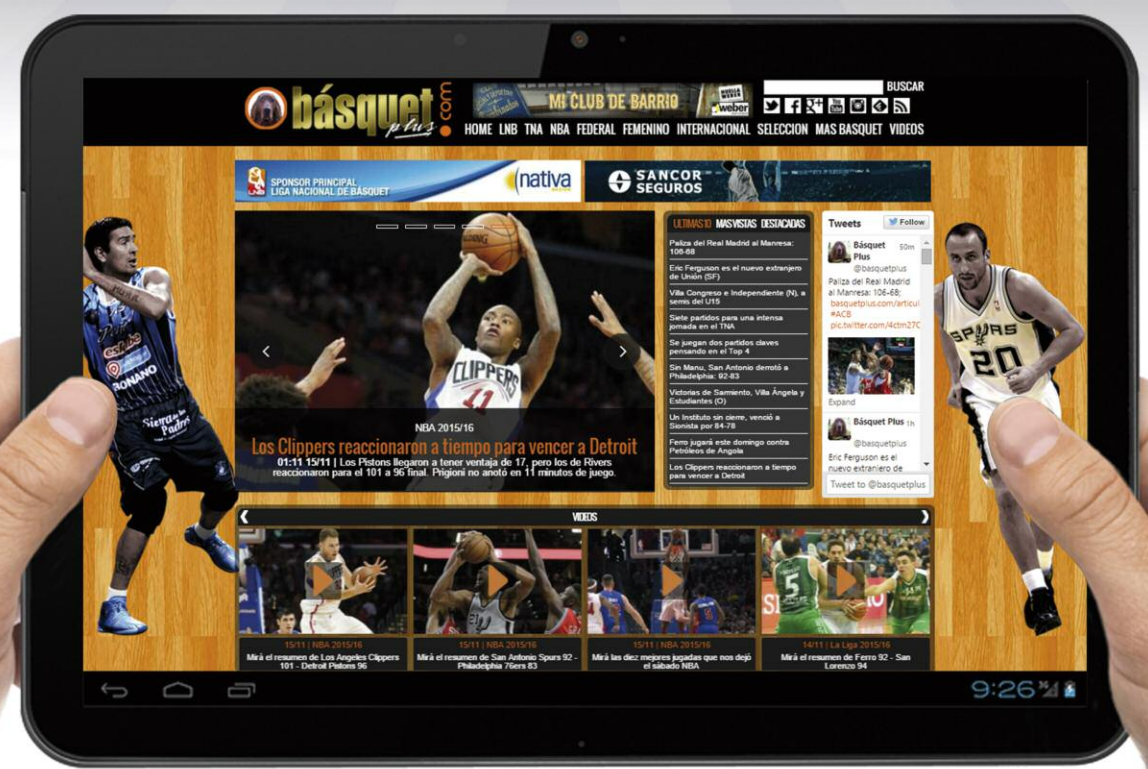 básquet
plus
.com
MI CLUB DE BARRIO
weber
BUSCAR
HOME LNB TNA NBA FEDERAL FEMENINO INTERNACIONAL SELECCION MAS BASQUET VIDEOS
SPONSOR PRINCIPAL
LIGA NACIONAL DE BÁSQUET
nativa
SANCOR
SEGUROS
CLIPPERS
11
NBA 2015/16
Los Clippers reaccionaron a tiempo para vencer a Detroit
01:11 15/11 | Los Pistons llegaron a tener ventaja de 17, pero los de Rivers
reaccionaron para el 101 a 96 final. Prigioni no anotó en 11 minutos de juego.
ULTIMAS 10 MAS VISTAS DESTACADAS
Paliza del Real Madrid al Manresa:
106-68
Eric Ferguson es el nuevo extranjero
de Unión (SF)
Villa Congreso e Independiente (N), a
semis del U15
Siete partidos para una intensa
jornada en el TNA
Se juegan dos partidos claves
pensando en el Top 4
Sin Manu, San Antonio derrotó a
Philadelphia: 92-83
Victorias de Sarmiento, Villa Ángela y
Estudiantes (O)
Un Instituto sin cierre, venció a
Sionista por 84-78
Ferro jugará este domingo contra
Petróleos de Angola
Los Clippers reaccionaron a tiempo
para vencer a Detroit
Tweets
Follow
Básquet
Plus
50m
@basquetplus
Paliza del Real Madrid
al Manresa: 106-68;
basquetplus.com/articul
#ACB
pic.twitter.com/4ctm27C
Expand
Básquet Plus 1h
@basquetplus
Eric Ferguson es el
nuevo extranjero de
Tweet to @basquetplus
BONANO
Sierra de los
Padres
SPURS
20
VIDEOS
5
15/11 | NBA 2015/16
Mirá el resumen de Los Angeles Clippers
101 - Detroit Pistons 96
15/11 | NBA 2015/16
Mirá el resumen de San Antonio Spurs 92 -
Philadelphia 76ers 83
15/11 | NBA 2015/16
Mirá las diez mejores jugadas que nos dejó
el sábado NBA
14/11 | La Liga 2015/16
Mirá el resumen de Ferro 92 - San
Lorenzo 94
9:26